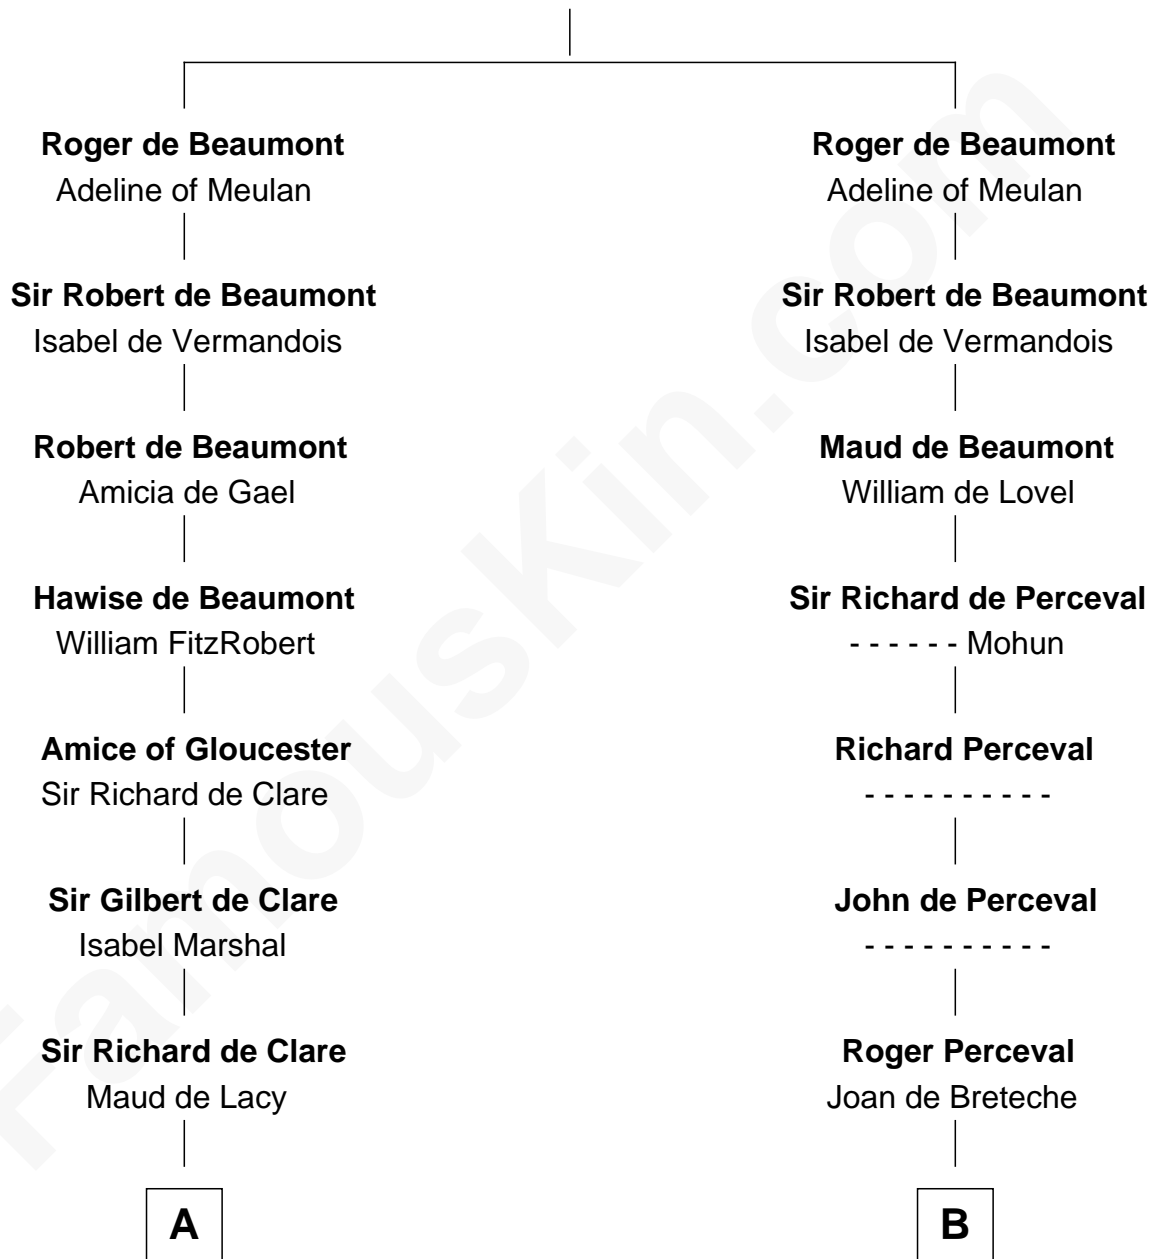 Roger de Beaumont
Adeline of Meulan
Sir Robert de Beaumont
Isabel de Vermandois
Robert de Beaumont
Amicia de Gael
Hawise de Beaumont
William FitzRobert
Amice of Gloucester
Sir Richard de Clare
Sir Gilbert de Clare
Isabel Marshal
Sir Richard de Clare
Maud de Lacy
A
Roger de Beaumont
Adeline of Meulan
Sir Robert de Beaumont
Isabel de Vermandois
Maud de Beaumont
William de Lovel
Sir Richard de Perceval
- - - - - - Mohun
Richard Perceval
- - - - - - - - - -
John de Perceval
- - - - - - - - - -
Roger Perceval
Joan de Breteche
B
FamousKin.com